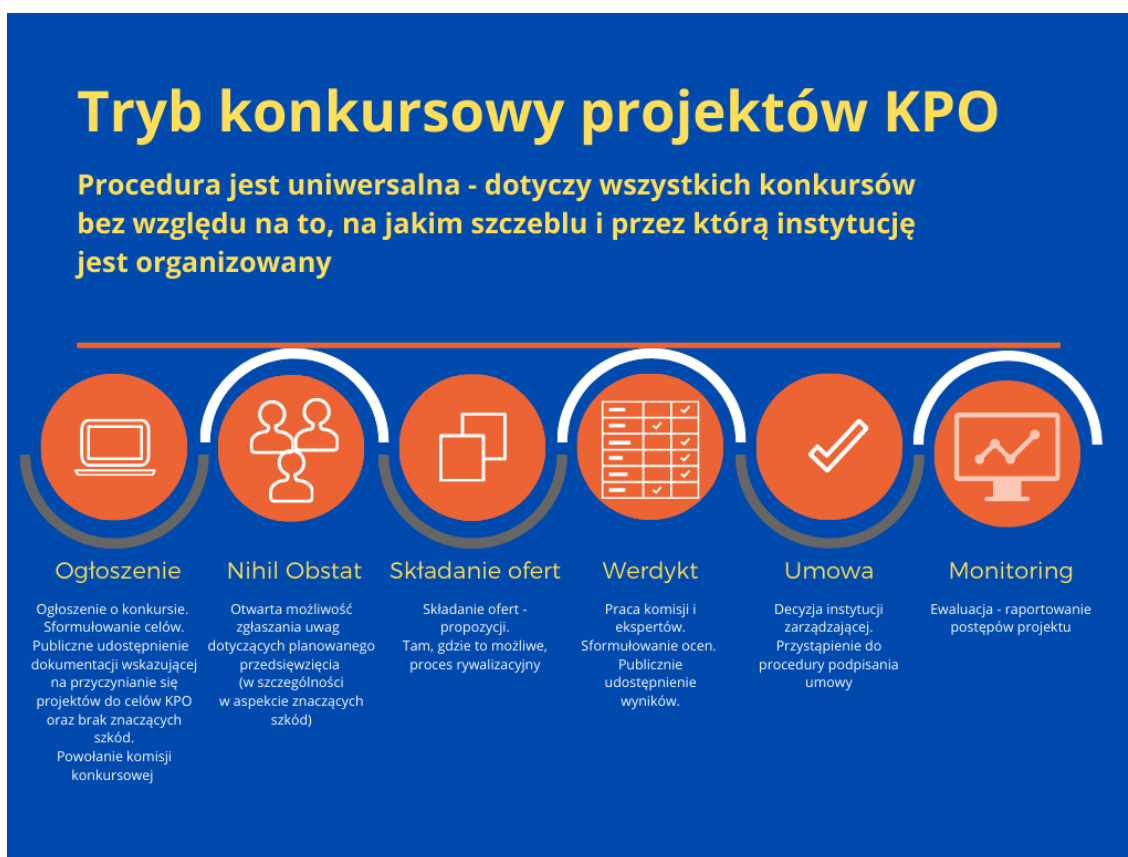 Tryb konkursowy projektów KPO
Procedura jest uniwersalna - dotyczy wszystkich konkursów
bez względu na to, na jakim szczeblu i przez którą instytucję
jest organizowany
Ogłoszenie
Ogłoszenie o konkursie.
Sformułowanie celów.
Publiczne udostępnienie
dokumentacji wskazującej
na przyczynianie się
projektów do celów KPO
oraz brak znaczących
szkód.
Powołanie komisji
konkursowej
Nihil Obstat
Otwarta możliwość
zgłaszania uwag
dotyczących planowanego
przedsięwzięcia
(w szczególności
w aspekcie znaczących
szkód)
Składanie ofert
Składanie ofert -
propozycji.
Tam, gdzie to możliwe,
proces rywalizacyjny
Werdykt
Praca komisji i
ekspertów.
Sformułowanie ocen.
Publicznie
udostępnienie
wyników.
Umowa
Decyzja instytucji
zarządzającej.
Przystąpienie do
procedury podpisania
umowy
Monitoring
Ewaluacja - raportowanie
postępów projektu